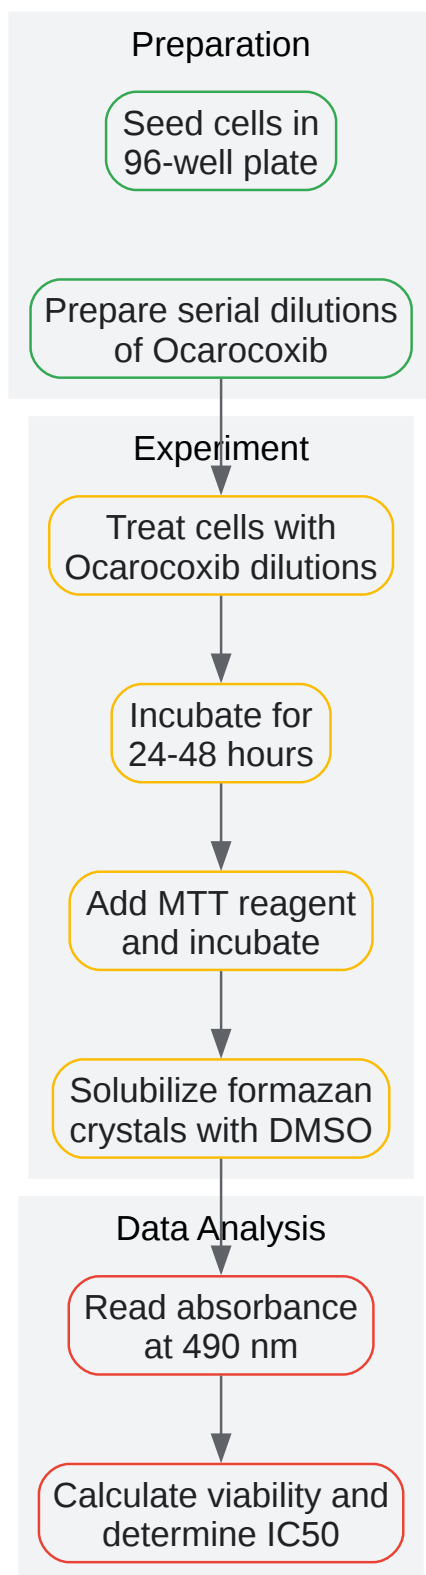 Preparation
Seed cells in
96-well plate
Prepare serial dilutions
of Ocarocoxib
Experiment
Treat cells with
Ocarocoxib dilutions
Incubate for
24-48 hours
Add MTT reagent
and incubate
Solubilize formazan
crystals with DMSO
Data Analysis
Read absorbance
at 490 nm
Calculate viability and
determine IC50